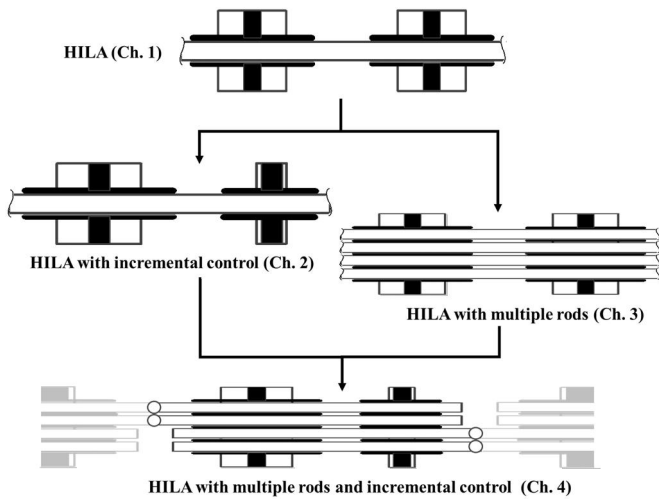 HILA (Ch. 1)
HILA with incremental control (Ch. 2)
HILA with multiple rods (Ch. 3)
HILA with multiple rods and incremental control (Ch. 4)